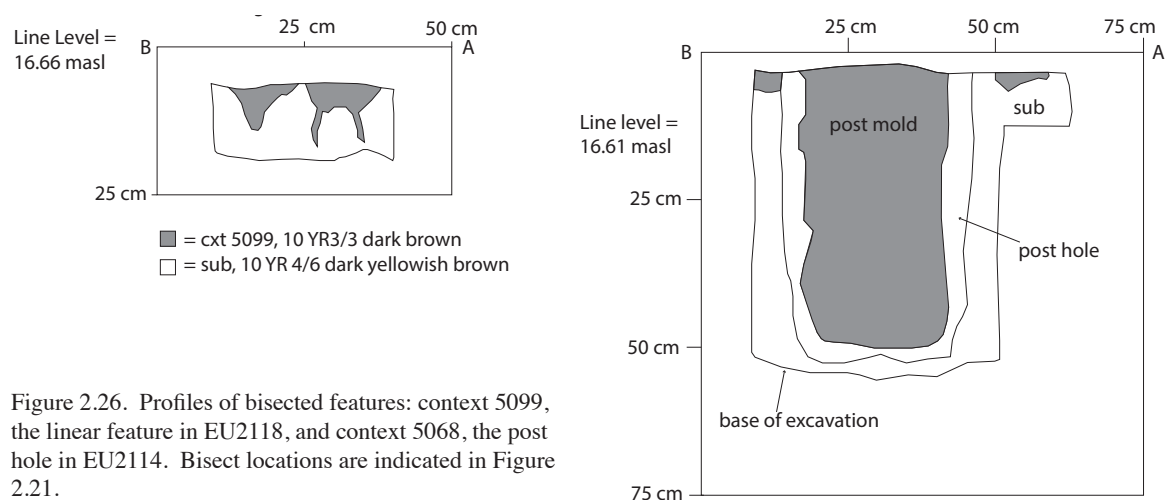 25 cm
50 cm
Line Level =
16.66 masl
B
A
25 cm
= cxt 5099, 10 YR3/3 dark brown
= sub, 10 YR 4/6 dark yellowish brown
Figure 2.26. Profiles of bisected features: context 5099,
the linear feature in EU2118, and context 5068, the post
hole in EU2114. Bisect locations are indicated in Figure
2.21.
25 cm
50 cm
75 cm
B
A
Line level =
16.61 masl
post mold
sub
25 cm
post hole
50 cm
base of excavation
75 cm